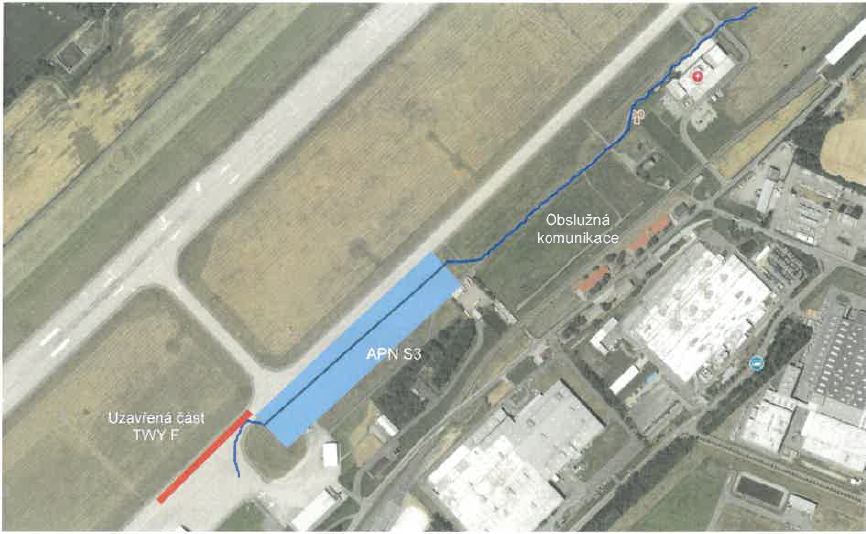 Obslužná
komunikace
APN S3
Uzavřená část
TWY F